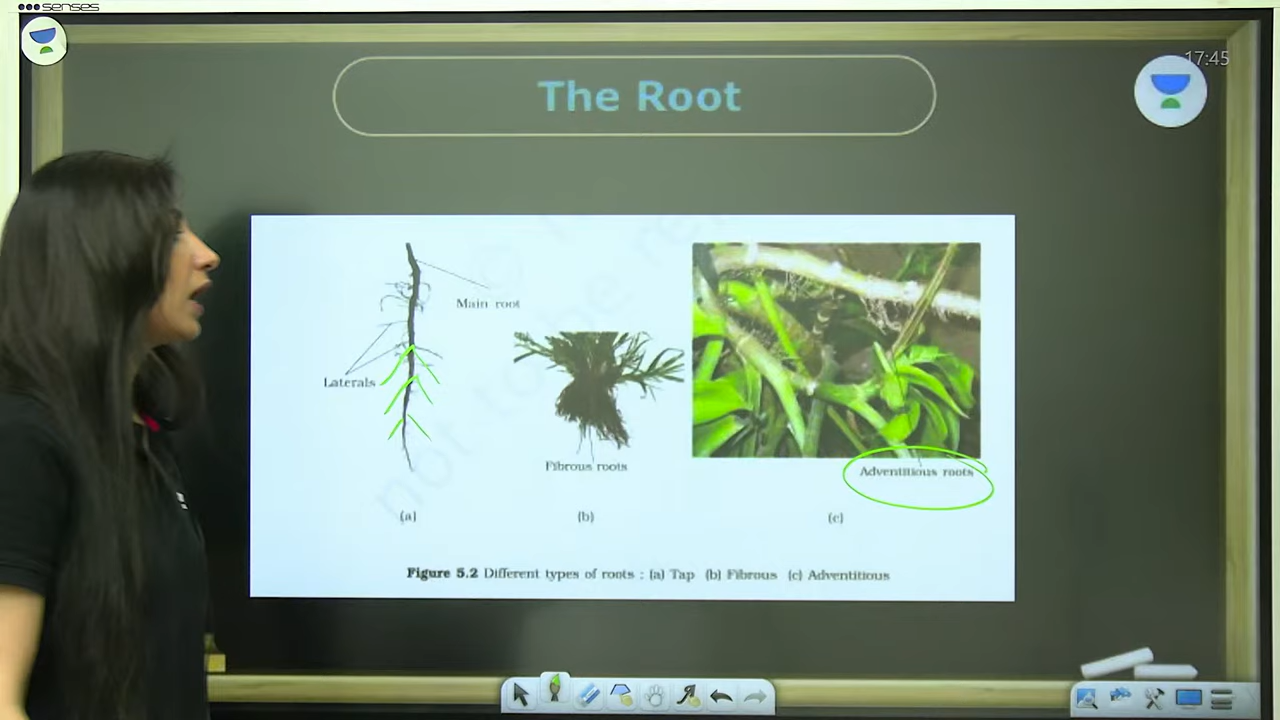 senses
17:45
The Root
Main root
Laterals
Fibrous roots
Adventitious roots
(a)
(b)
(c)
Figure 5.2 Different types of roots : (a) Tap (b) Fibrous (c) Adventitious